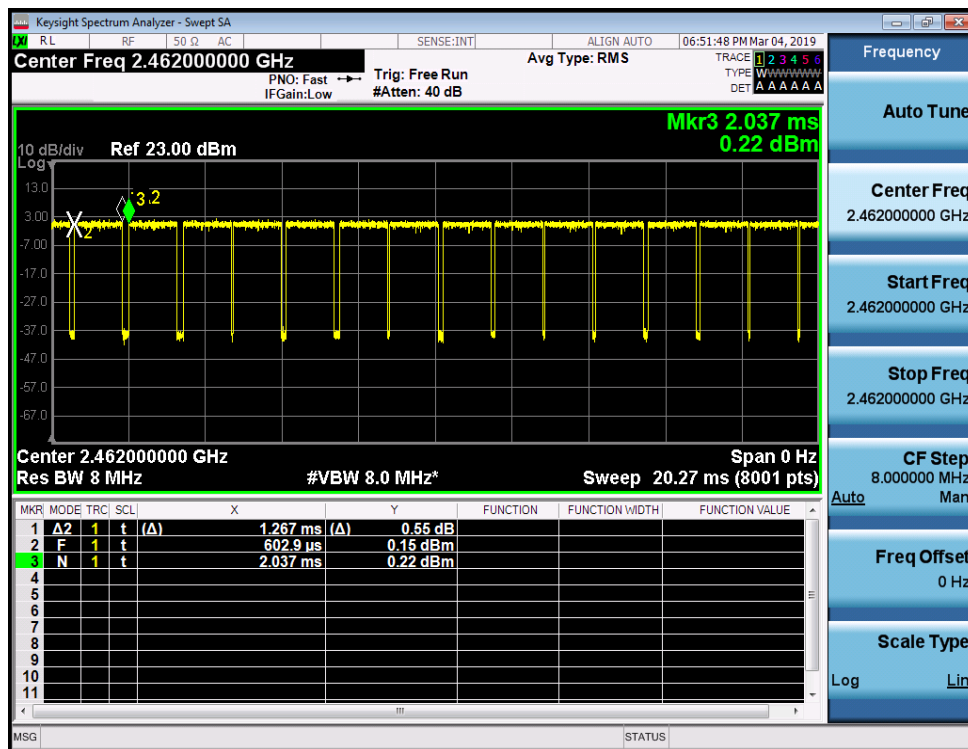 Keysight Spectrum Analyzer - Swept SA
LXI RL RF 50 Ω AC SENSE:INT ALIGN AUTO 06:51:48 PM Mar 04, 2019
Center Freq 2.462000000 GHz
PNO: Fast
IFGain:Low
Trig: Free Run
#Atten: 40 dB
Avg Type: RMS
TRACE 1 2 3 4 5 6
TYPE WWWWWW
DET A A A A A A
Mkr3 2.037 ms
0.22 dBm
10 dB/div Ref 23.00 dBm
Log
13.0
3.00
-7.00
-17.0
-27.0
-37.0
-47.0
-57.0
-67.0
X
2
3.2
Center 2.462000000 GHz Span 0 Hz
Res BW 8 MHz #VBW 8.0 MHz* Sweep 20.27 ms (8001 pts)
MKR MODE TRC SCL X Y FUNCTION FUNCTION WIDTH FUNCTION VALUE
1 Δ2 1 t (Δ) 1.267 ms (Δ) 0.55 dB
2 F 1 t 602.9 µs 0.15 dBm
3 N 1 t 2.037 ms 0.22 dBm
4
5
6
7
8
9
10
11
MSG STATUS
Frequency
Auto Tune
Center Freq
2.462000000 GHz
Start Freq
2.462000000 GHz
Stop Freq
2.462000000 GHz
CF Step
8.000000 MHz
Auto Man
Freq Offset
0 Hz
Scale Type
Log Lin